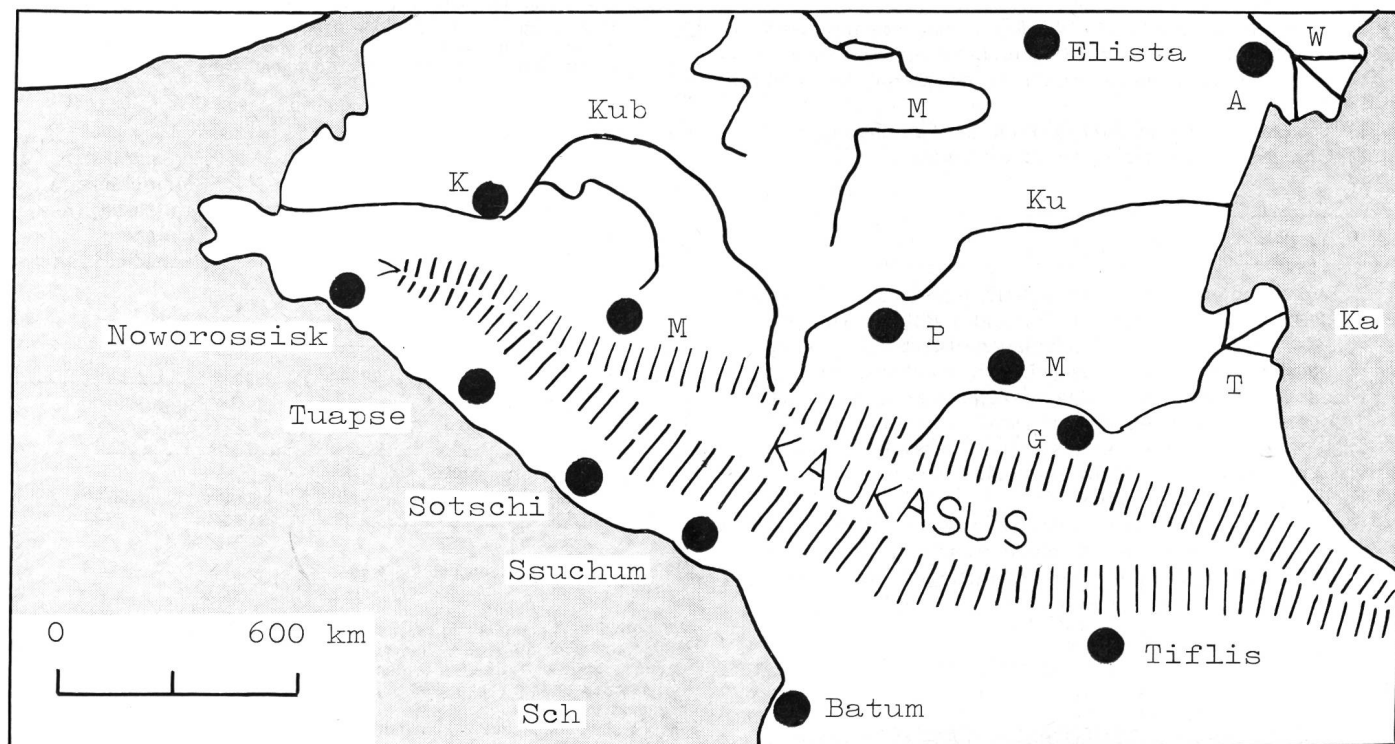 W
Elista
A
Kub
M
K
Ku
Noworossisk
M
P
Ka
M
T
Tuapse
G
KAUKASUS
Sotschi
Ssuchum
0 600 km
Tiflis
Sch
Batum